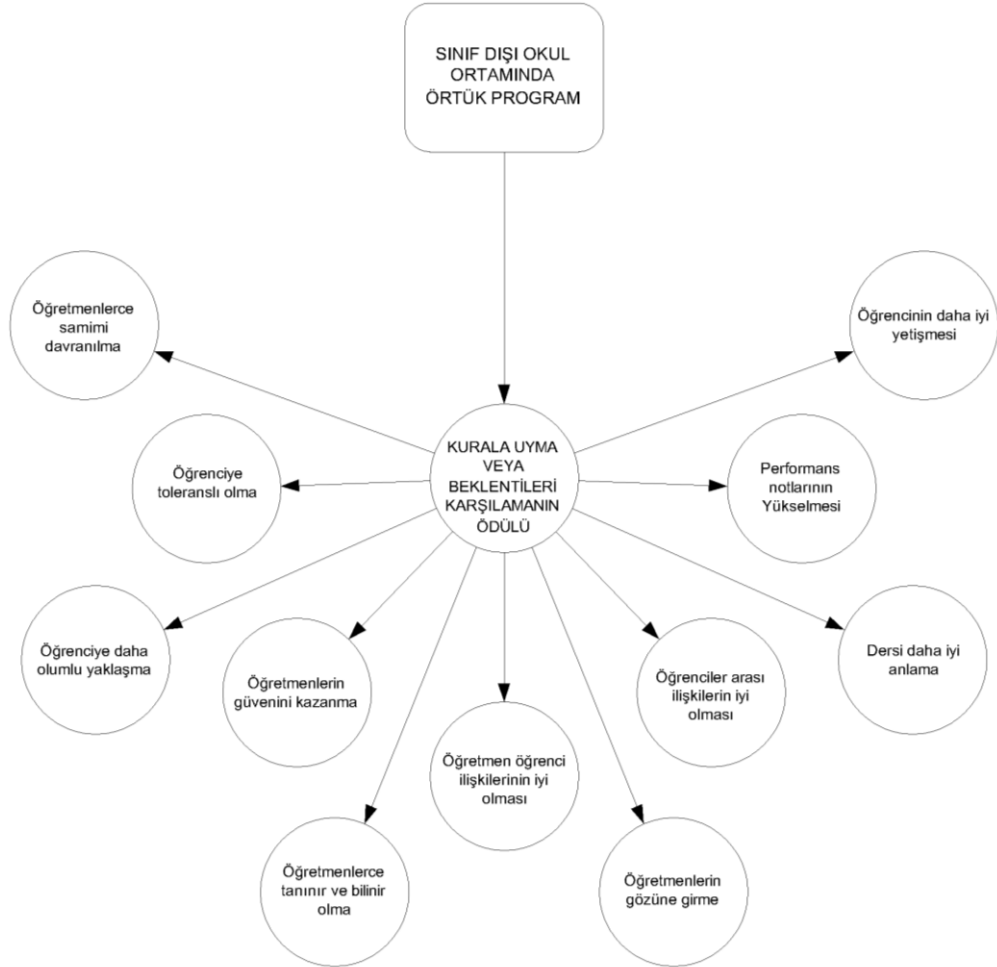 SINIF DIŞI OKUL
ORTAMINDA
ÖRTÜK PROGRAM
Öğretmenlerce
samimi
davranılma
Öğrencinin daha iyi
yetişmesi
KURALA UYMA
VEYA
BEKLENTİLERİ
KARŞILAMANIN
ÖDÜLÜ
Öğrenciye
toleranslı olma
Performans
notlarının
Yükselmesi
Öğrenciye daha
olumlu yaklaşma
Öğretmenlerin
güvenini kazanma
Öğrenciler arası
ilişkilerin iyi
olması
Dersi daha iyi
anlama
Öğretmen öğrenci
ilişkilerinin iyi
olması
Öğretmenlerce
tanınır ve bilinir
olma
Öğretmenlerin
gözüne girme